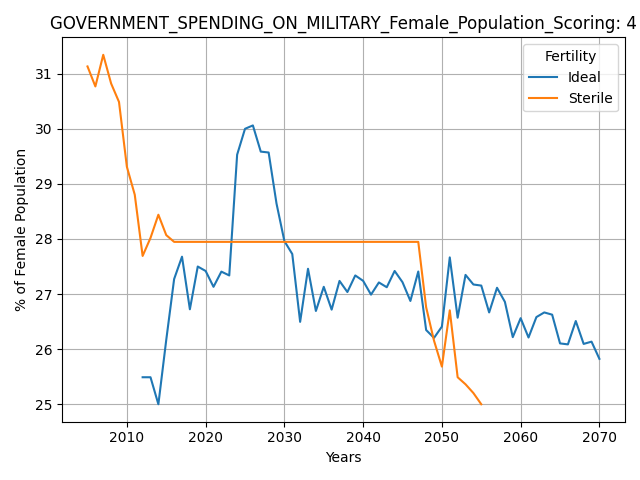 GOVERNMENT_SPENDING_ON_MILITARY_Female_Population_Scoring: 4
Fertility
Ideal
Sterile
% of Female Population
31
30
29
28
27
26
25
2010 2020 2030 2040 2050 2060 2070
Years